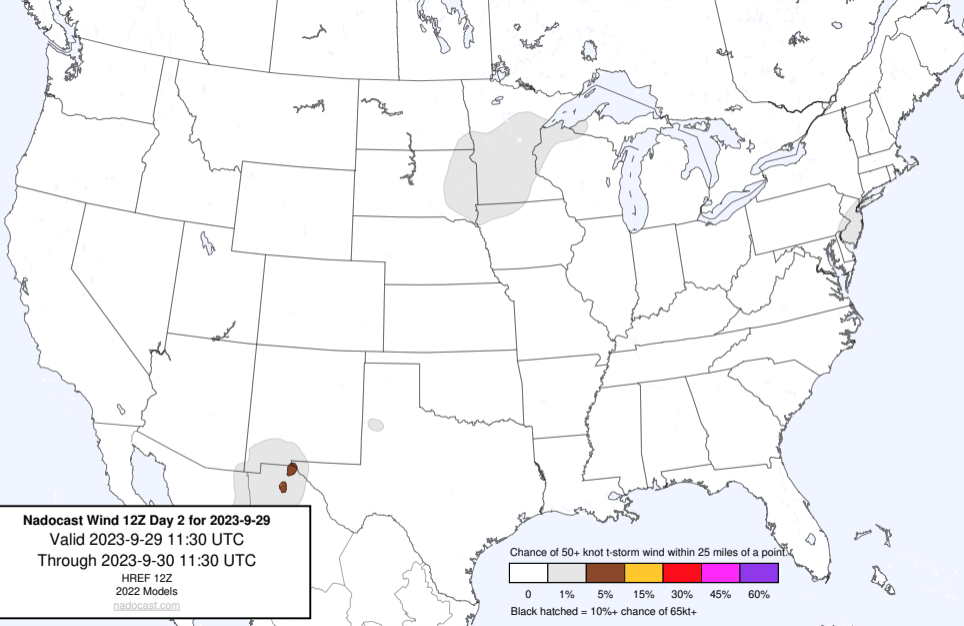 Nadocast Wind 12Z Day 2 for 2023-9-29
Valid 2023-9-29 11:30 UTC
Through 2023-9-30 11:30 UTC
HREF 12Z
2022 Models
nadocast.com
Chance of 50+ knot t-storm wind within 25 miles of a point.
0 1% 5% 15% 30% 45% 60%
Black hatched = 10%+ chance of 65kt+